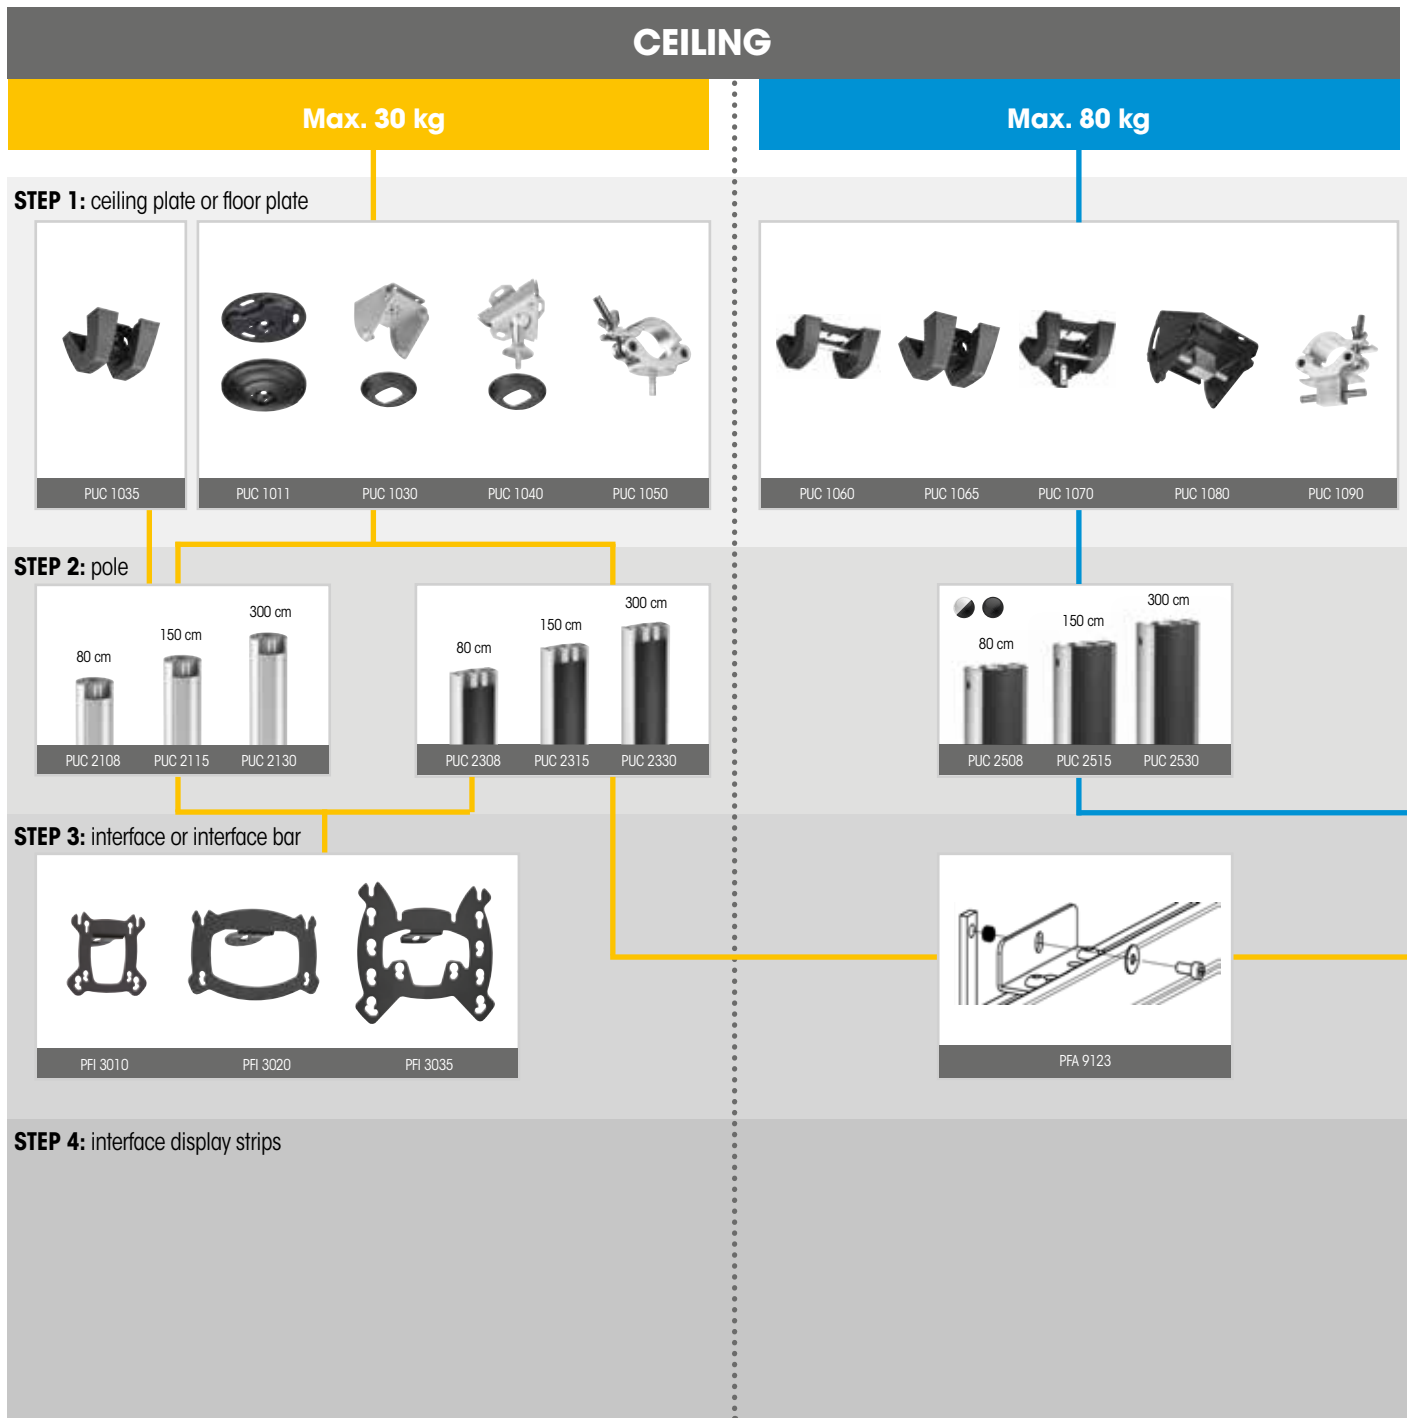 CEILING
Max. 30 kg
Max. 80 kg
STEP 1: ceiling plate or floor plate
PUC 1035
PUC 1011
PUC 1030
PUC 1040
PUC 1050
PUC 1060
PUC 1065
PUC 1070
PUC 1080
PUC 1090
STEP 2: pole
80 cm
150 cm
300 cm
PUC 2108
PUC 2115
PUC 2130
80 cm
150 cm
300 cm
PUC 2308
PUC 2315
PUC 2330
80 cm
150 cm
300 cm
PUC 2508
PUC 2515
PUC 2530
STEP 3: interface or interface bar
PFI 3010
PFI 3020
PFI 3035
PFA 9123
STEP 4: interface display strips